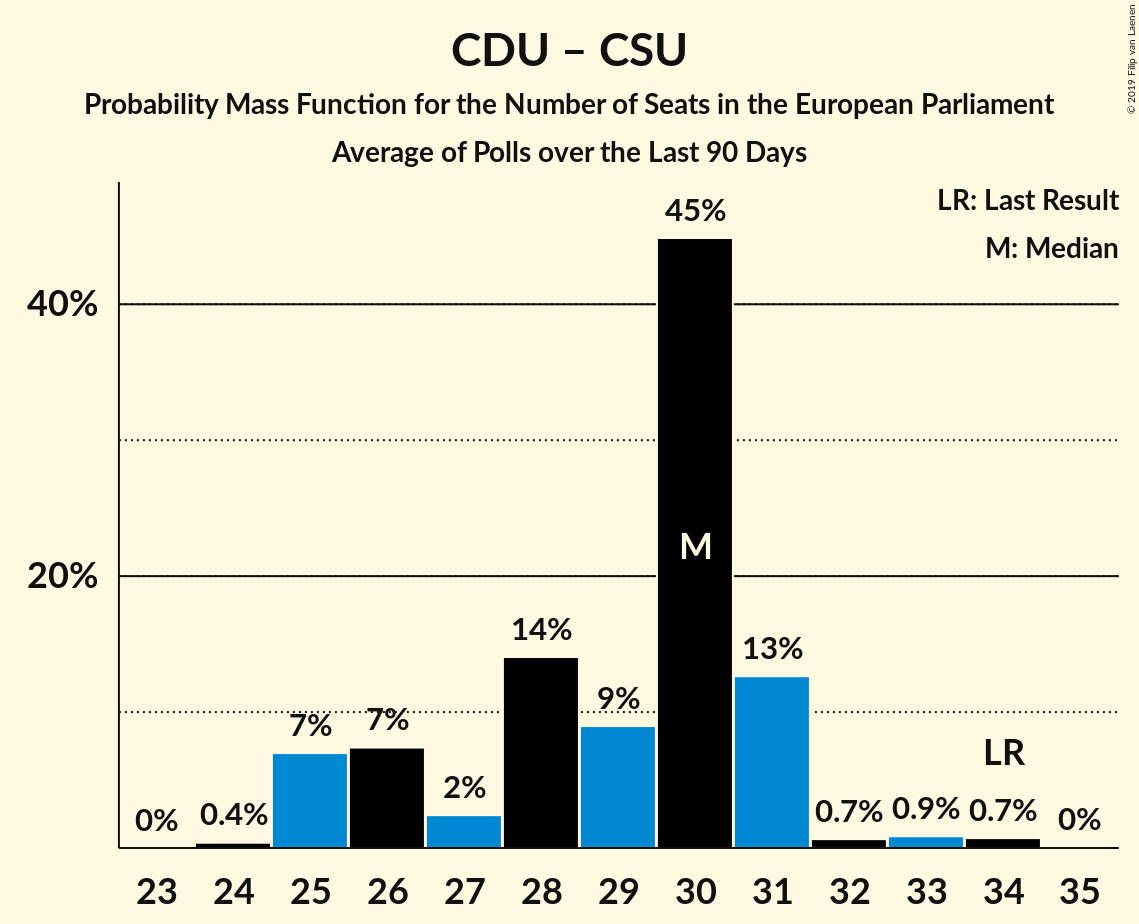 CDU – CSU
Probability Mass Function for the Number of Seats in the European Parliament
Average of Polls over the Last 90 Days
© 2019 Filip van Laenen
LR: Last Result
M: Median
45%
40%
M
20%
14%
13%
9%
7%
7%
LR
2%
0%
0.4%
0.7%
0.9%
0.7%
0%
23 24 25 26 27 28 29 30 31 32 33 34 35